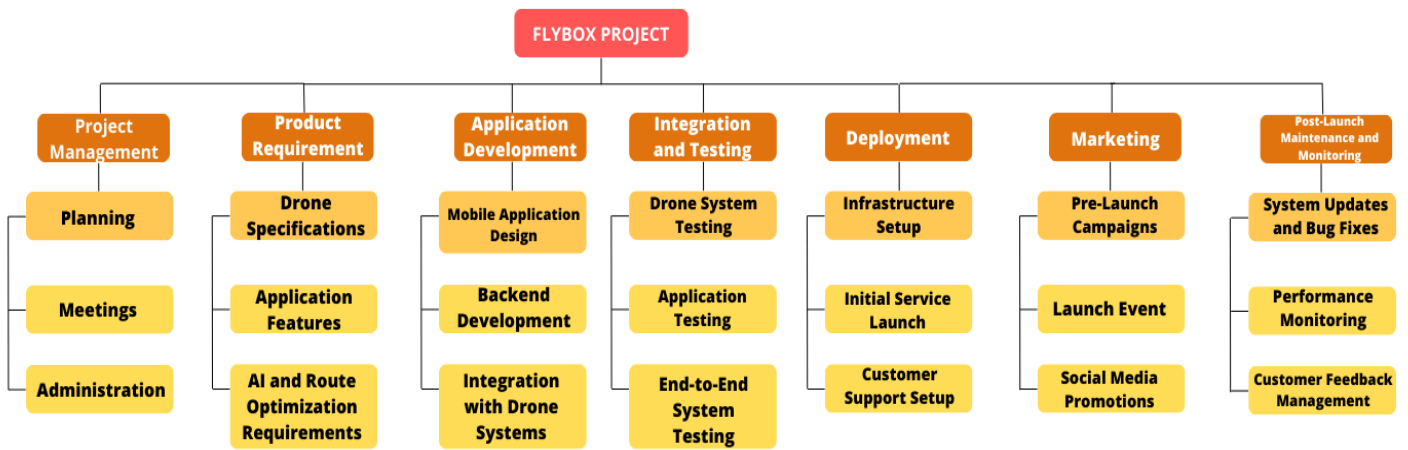 FLYBOX PROJECT
Project
Management
Product
Requirement
Application
Development
Integration
and Testing
Deployment
Marketing
Post-Launch
Maintenance and
Monitoring
Planning
Meetings
Administration
Drone
Specifications
Application
Features
AI and Route
Optimization
Requirements
Mobile Application
Design
Backend
Development
Integration
with Drone
Systems
Drone System
Testing
Application
Testing
End-to-End
System
Testing
Infrastructure
Setup
Initial Service
Launch
Customer
Support Setup
Pre-Launch
Campaigns
Launch Event
Social Media
Promotions
System Updates
and Bug Fixes
Performance
Monitoring
Customer Feedback
Management